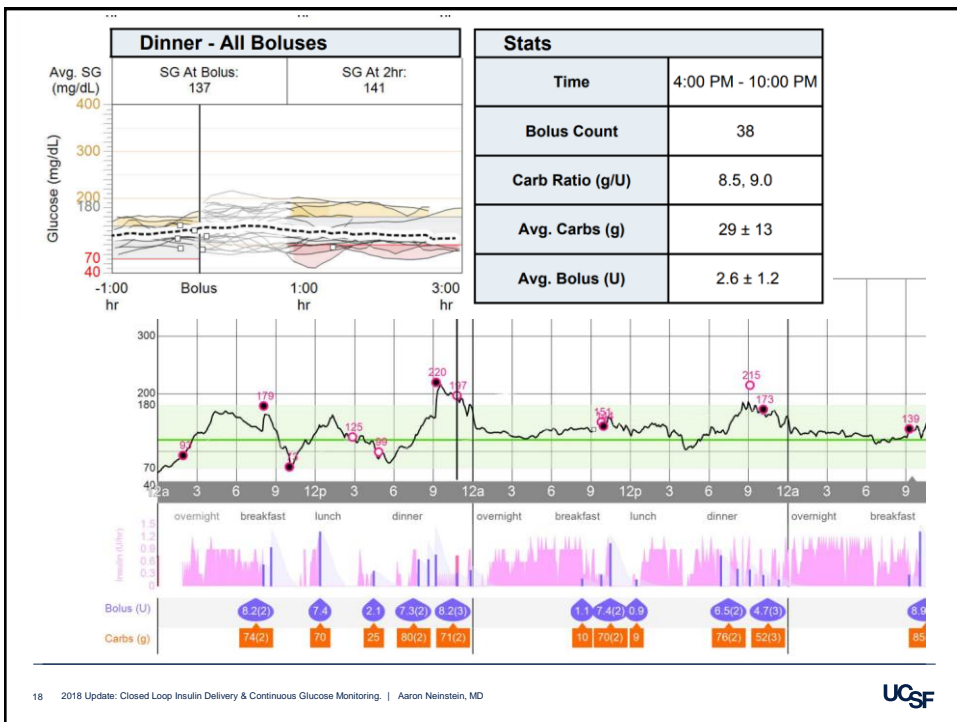 Dinner - All Boluses
Avg. SG
(mg/dL)
SG At Bolus:
137
SG At 2hr:
141
Glucose (mg/dL)
400
300
200
180
70
40
-1:00
hr
Bolus
1:00
hr
3:00
hr
Stats
Time 4:00 PM - 10:00 PM
Bolus Count 38
Carb Ratio (g/U) 8.5, 9.0
Avg. Carbs (g) 29 ± 13
Avg. Bolus (U) 2.6 ± 1.2
300
200
180
70
40
179 125 99 220 197 151 215 173 139
12a 3 6 9 12p 3 6 9 12a 3 6 9 12p 3 6 9 12a 3 6 9
overnight breakfast lunch dinner overnight breakfast lunch dinner overnight breakfast
Insulin (U/hr)
1.5
1.2
0.9
0.6
0.3
Bolus (U) 8.2(2) 7.4 2.1 7.3(2) 8.2(3) 1.1 7.4(2) 0.9 6.5(2) 4.7(3) 8.9
Carbs (g) 74(2) 70 25 80(2) 71(2) 10 70(2) 9 76(2) 52(3) 85
18 2018 Update: Closed Loop Insulin Delivery & Continuous Glucose Monitoring. | Aaron Neinstein, MD
UCSF